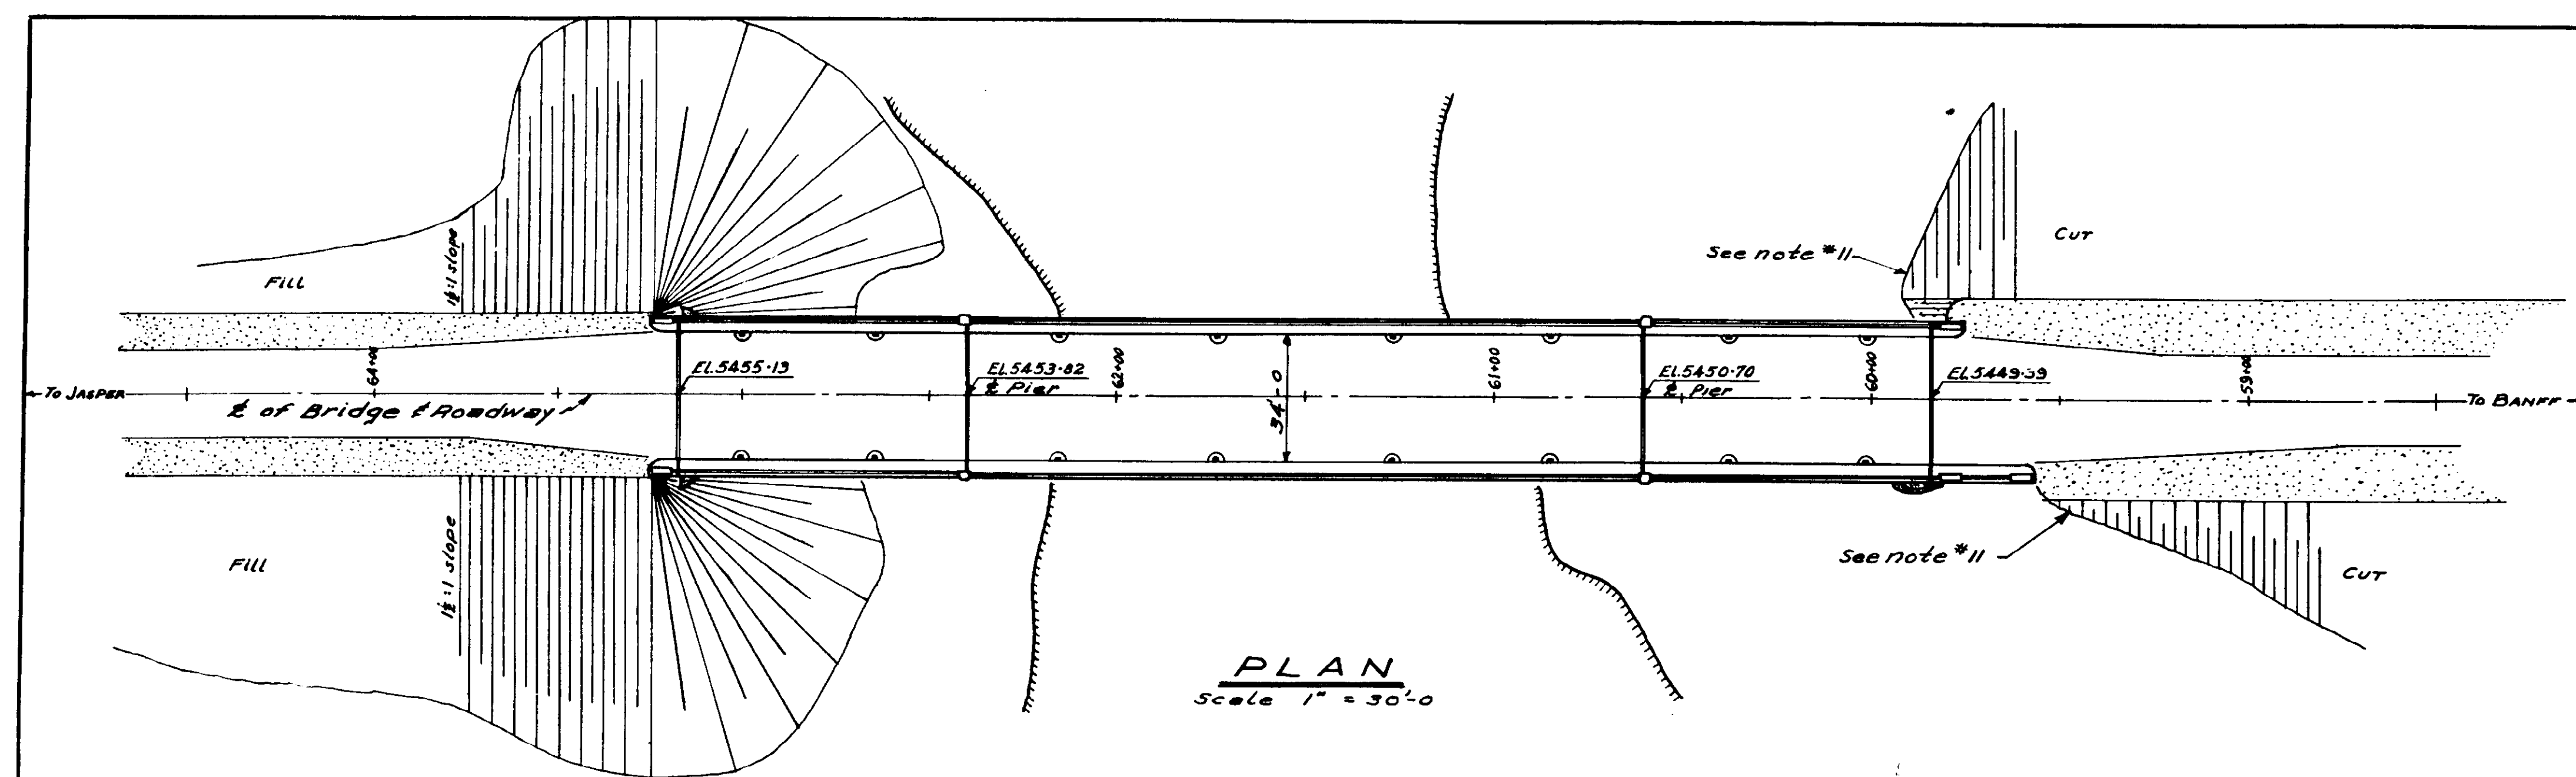 Fill
1½:1 slope
See note #11
CUT
64+00
EL.5455.13
EL.5453.82
℄ Pier
62+00
34'-0
61+00
EL.5450.70
℄ Pier
60+00
EL.5449.39
59+00
TO JASPER
℄ of Bridge & Roadway
TO BANFF
Fill
1½:1 slope
See note #11
CUT
PLAN
Scale 1" = 30'-0